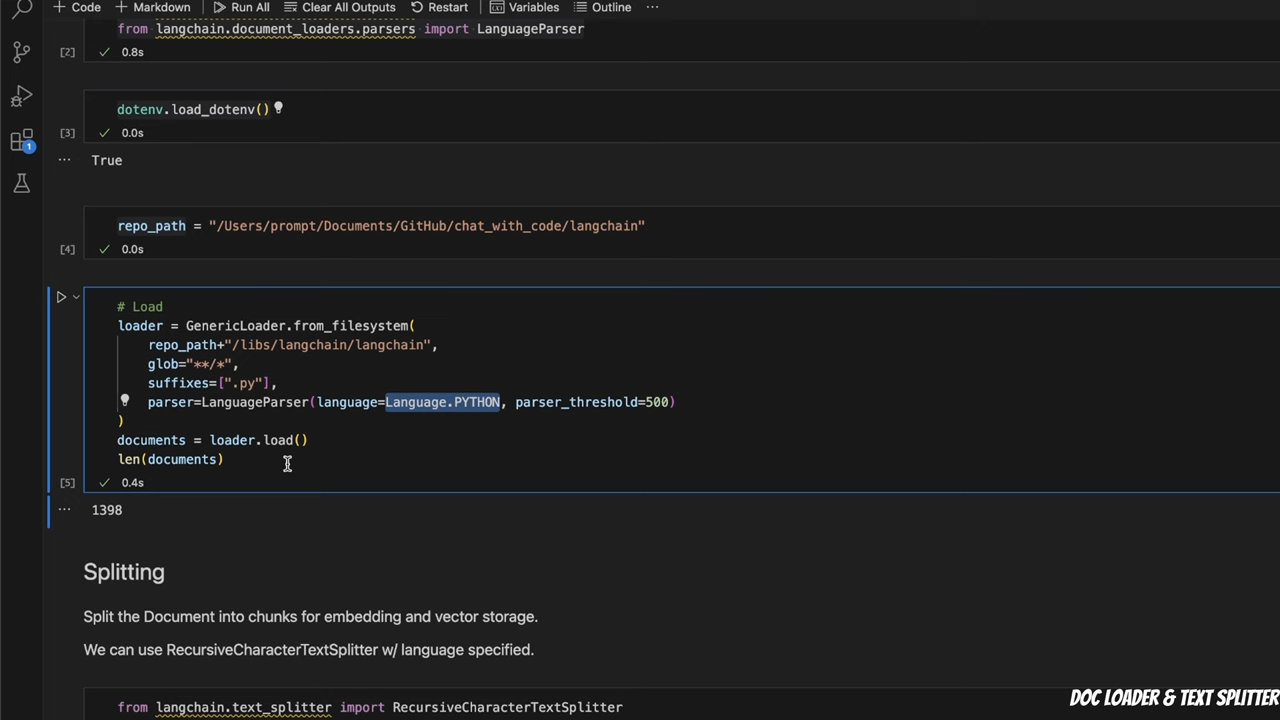 Code Markdown Run All Clear All Outputs Restart Variables Outline ...
from langchain.document_loaders.parsers import LanguageParser
[2] 0.8s
dotenv.load_dotenv()
[3] 0.0s
... True
repo_path = "/Users/prompt/Documents/GitHub/chat_with_code/langchain"
[4] 0.0s
# Load
loader = GenericLoader.from_filesystem(
repo_path+"/libs/langchain/langchain",
glob="**/*",
suffixes=[".py"],
parser=LanguageParser(language=Language.PYTHON, parser_threshold=500)
)
documents = loader.load()
len(documents)
[5] 0.4s
... 1398
1
Splitting
Split the Document into chunks for embedding and vector storage.
We can use RecursiveCharacterTextSplitter w/ language specified.
from langchain.text_splitter import RecursiveCharacterTextSplitter
DOC LOADER & TEXT SPLITTER